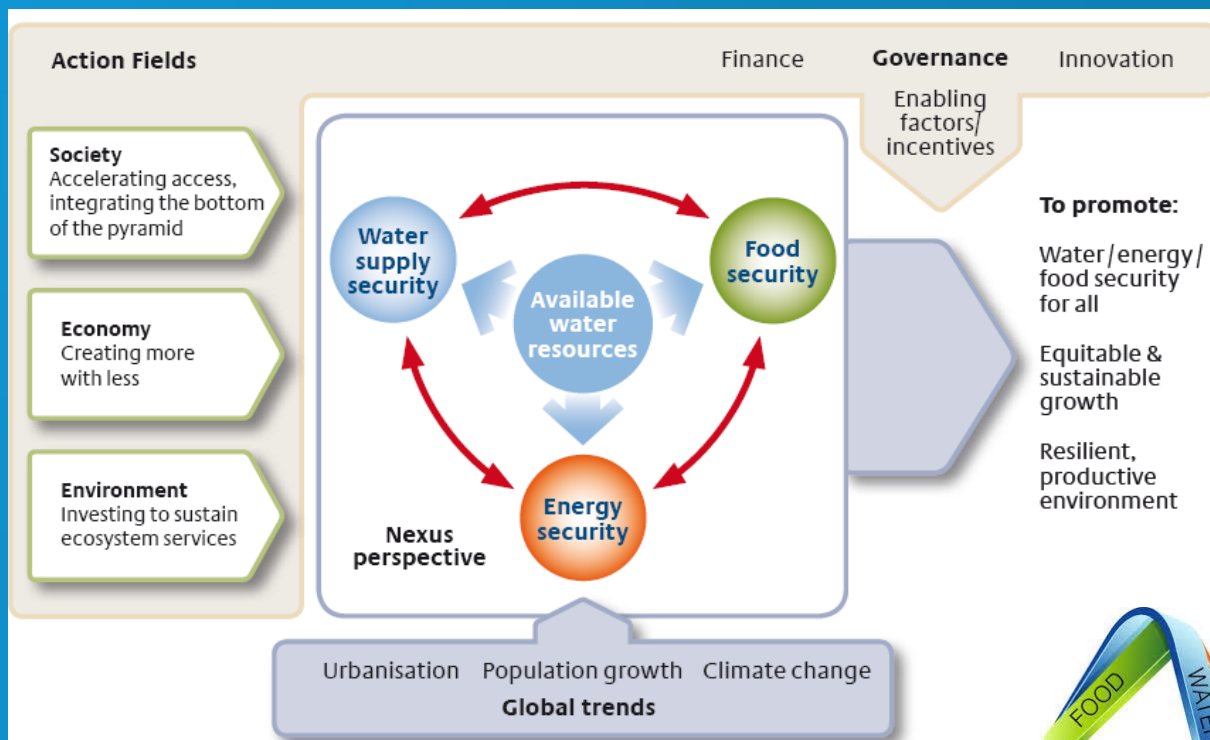 Action Fields
Finance
Governance
Innovation
Enabling
factors/
incentives
Society
Accelerating access,
integrating the bottom
of the pyramid
Economy
Creating more
with less
Environment
Investing to sustain
ecosystem services
Water
supply
security
Food
security
Available
water
resources
Energy
security
Nexus
perspective
To promote:
Water/energy/
food security
for all
Equitable &
sustainable
growth
Resilient,
productive
environment
Urbanisation
Population growth
Climate change
Global trends
FOOD